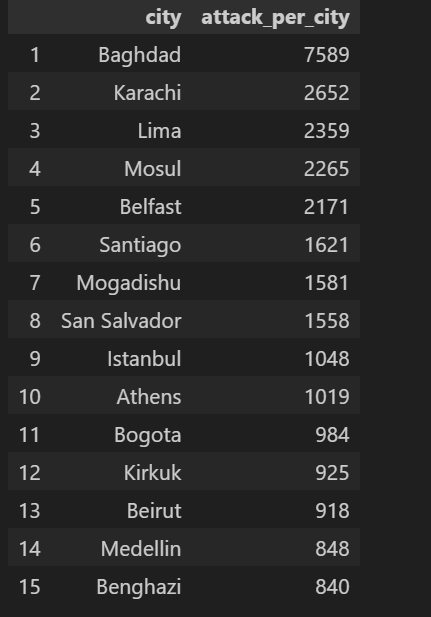 city attack_per_city
1 Baghdad 7589
2 Karachi 2652
3 Lima 2359
4 Mosul 2265
5 Belfast 2171
6 Santiago 1621
7 Mogadishu 1581
8 San Salvador 1558
9 Istanbul 1048
10 Athens 1019
11 Bogota 984
12 Kirkuk 925
13 Beirut 918
14 Medellin 848
15 Benghazi 840